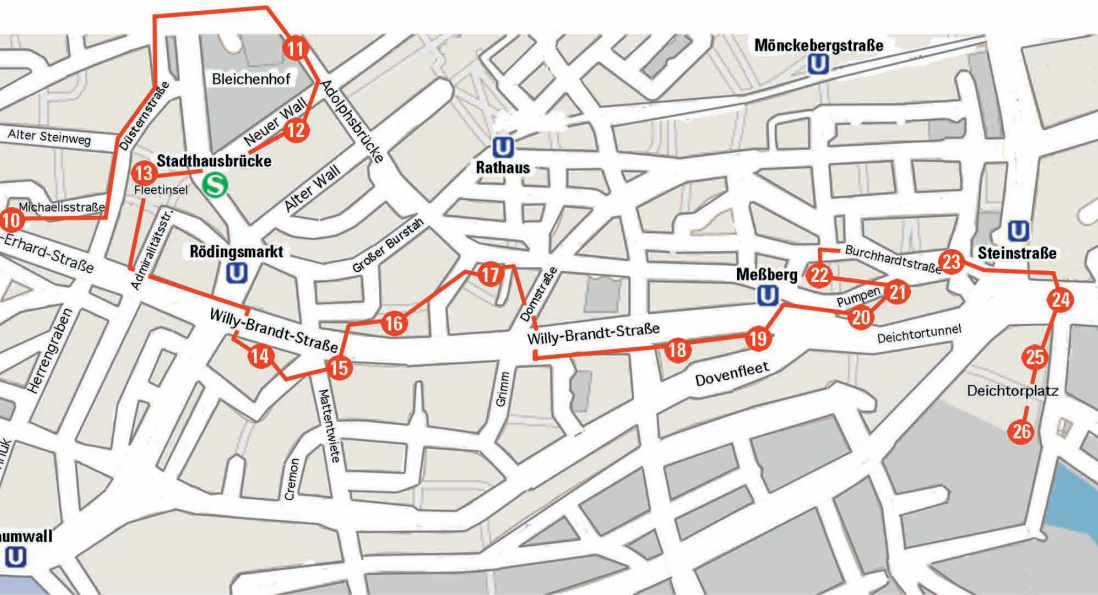 11
Mönckebergstraße
U
Bleichenhof
Düsternstraße
Adolphsbrücke
Neuer Wall
12
Alter Steinweg
Stadthausbrücke
13
S
Fleetinsel
Alter Wall
U
Rathaus
Michaelisstraße
10
-Erhard-Straße
Admiralitätsstr.
Rödingsmarkt
U
Großer Burstah
17
Domstraße
U
Steinstraße
Burchhardtstraße
23
22
Meßberg
U
Pumpen
21
20
24
Willy-Brandt-Straße
16
Willy-Brandt-Straße
19
18
Deichtortunnel
14
15
25
Herrengraben
Mattentwiete
Grimm
Dovenfleet
Deichtorplatz
26
Cremon
aumwall
U